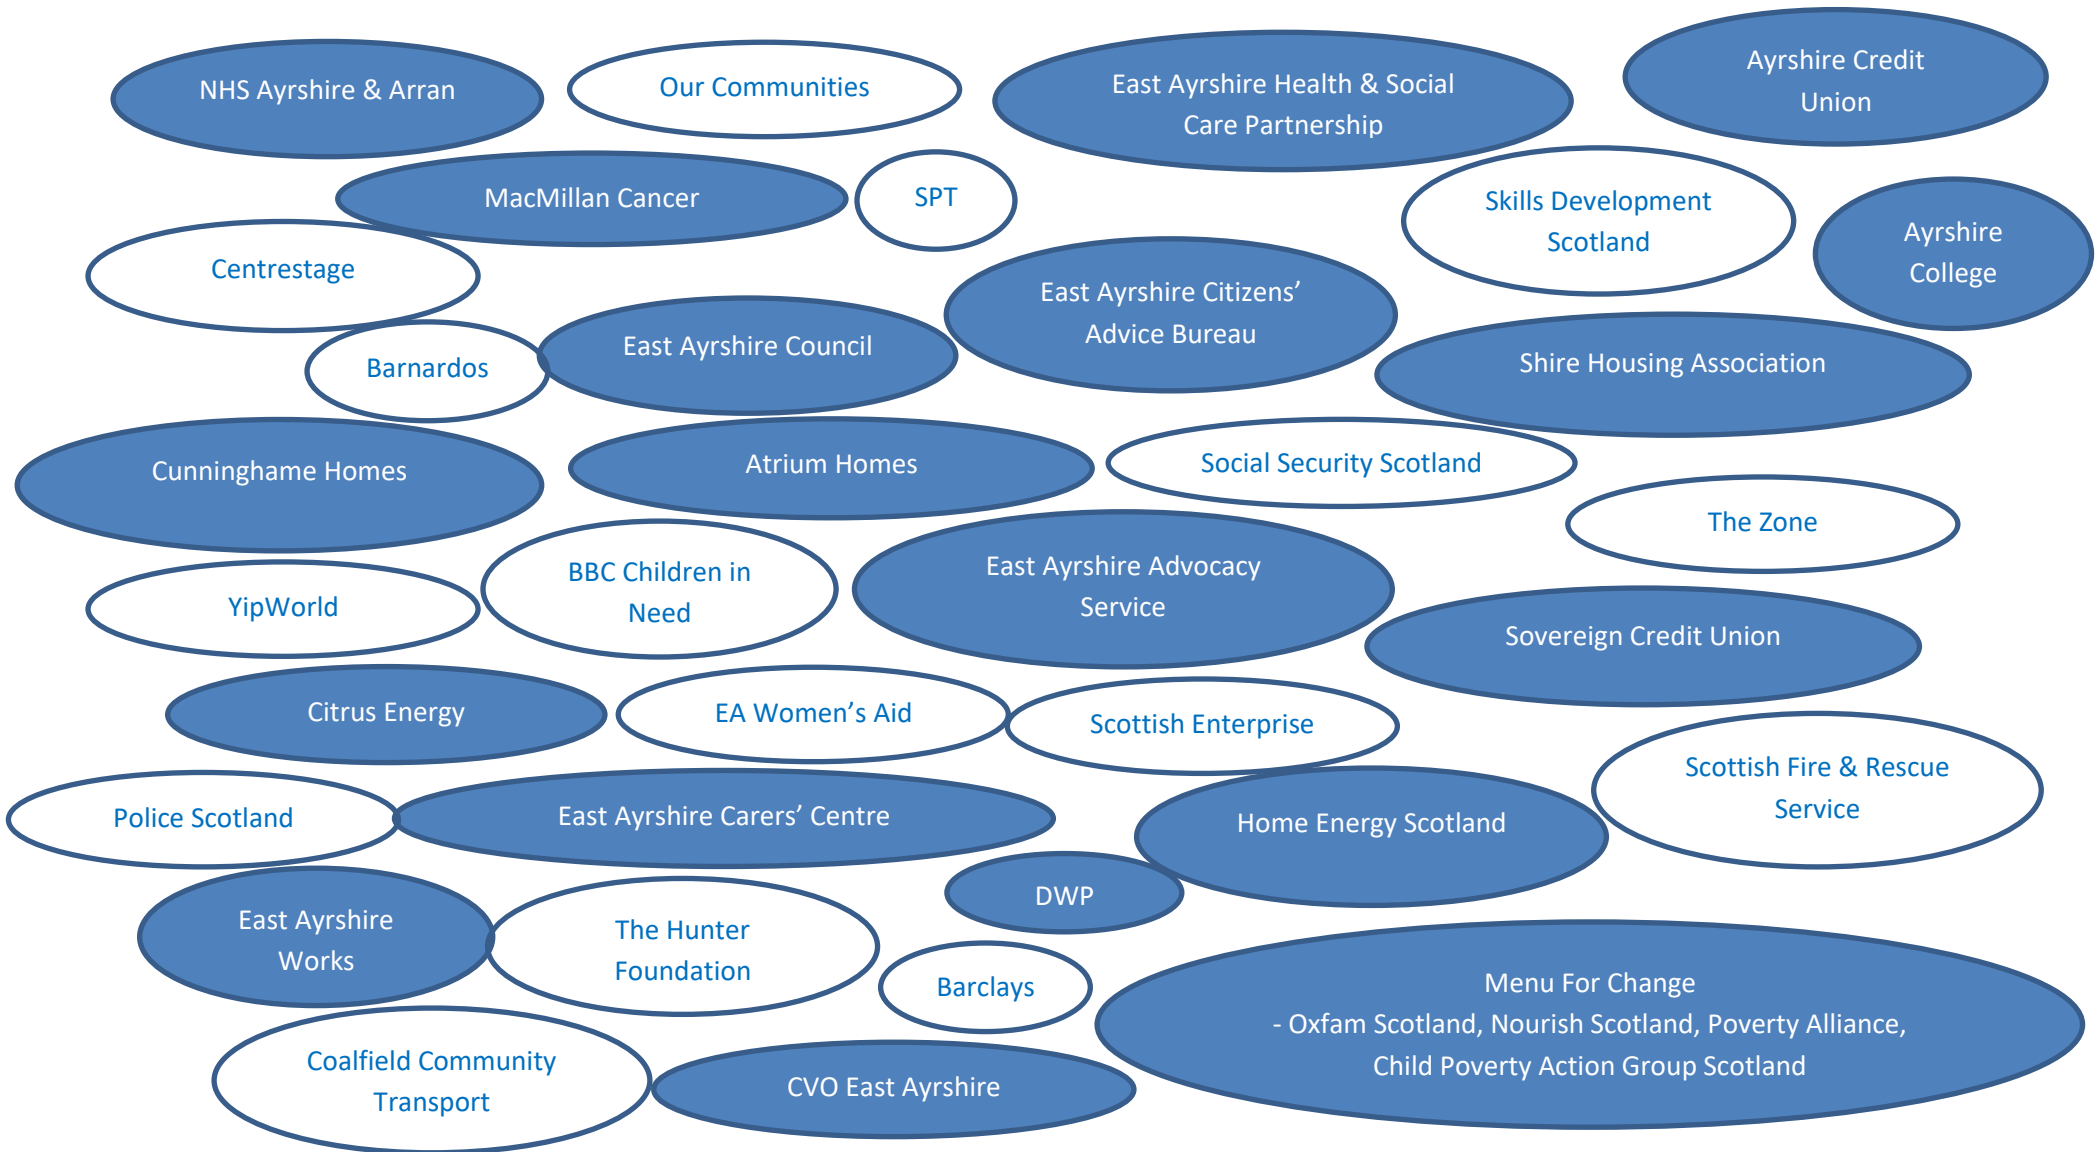 NHS Ayrshire & Arran
Our Communities
East Ayrshire Health & Social
Care Partnership
Ayrshire Credit
Union
MacMillan Cancer
SPT
Skills Development
Scotland
Ayrshire
College
Centrestage
East Ayrshire Citizens’
Advice Bureau
Barnardos
East Ayrshire Council
Shire Housing Association
Cunninghame Homes
Atrium Homes
Social Security Scotland
The Zone
YipWorld
BBC Children in
Need
East Ayrshire Advocacy
Service
Sovereign Credit Union
Citrus Energy
EA Women’s Aid
Scottish Enterprise
Scottish Fire & Rescue
Service
Police Scotland
East Ayrshire Carers’ Centre
Home Energy Scotland
DWP
East Ayrshire
Works
The Hunter
Foundation
Barclays
Menu For Change
- Oxfam Scotland, Nourish Scotland, Poverty Alliance,
Child Poverty Action Group Scotland
Coalfield Community
Transport
CVO East Ayrshire